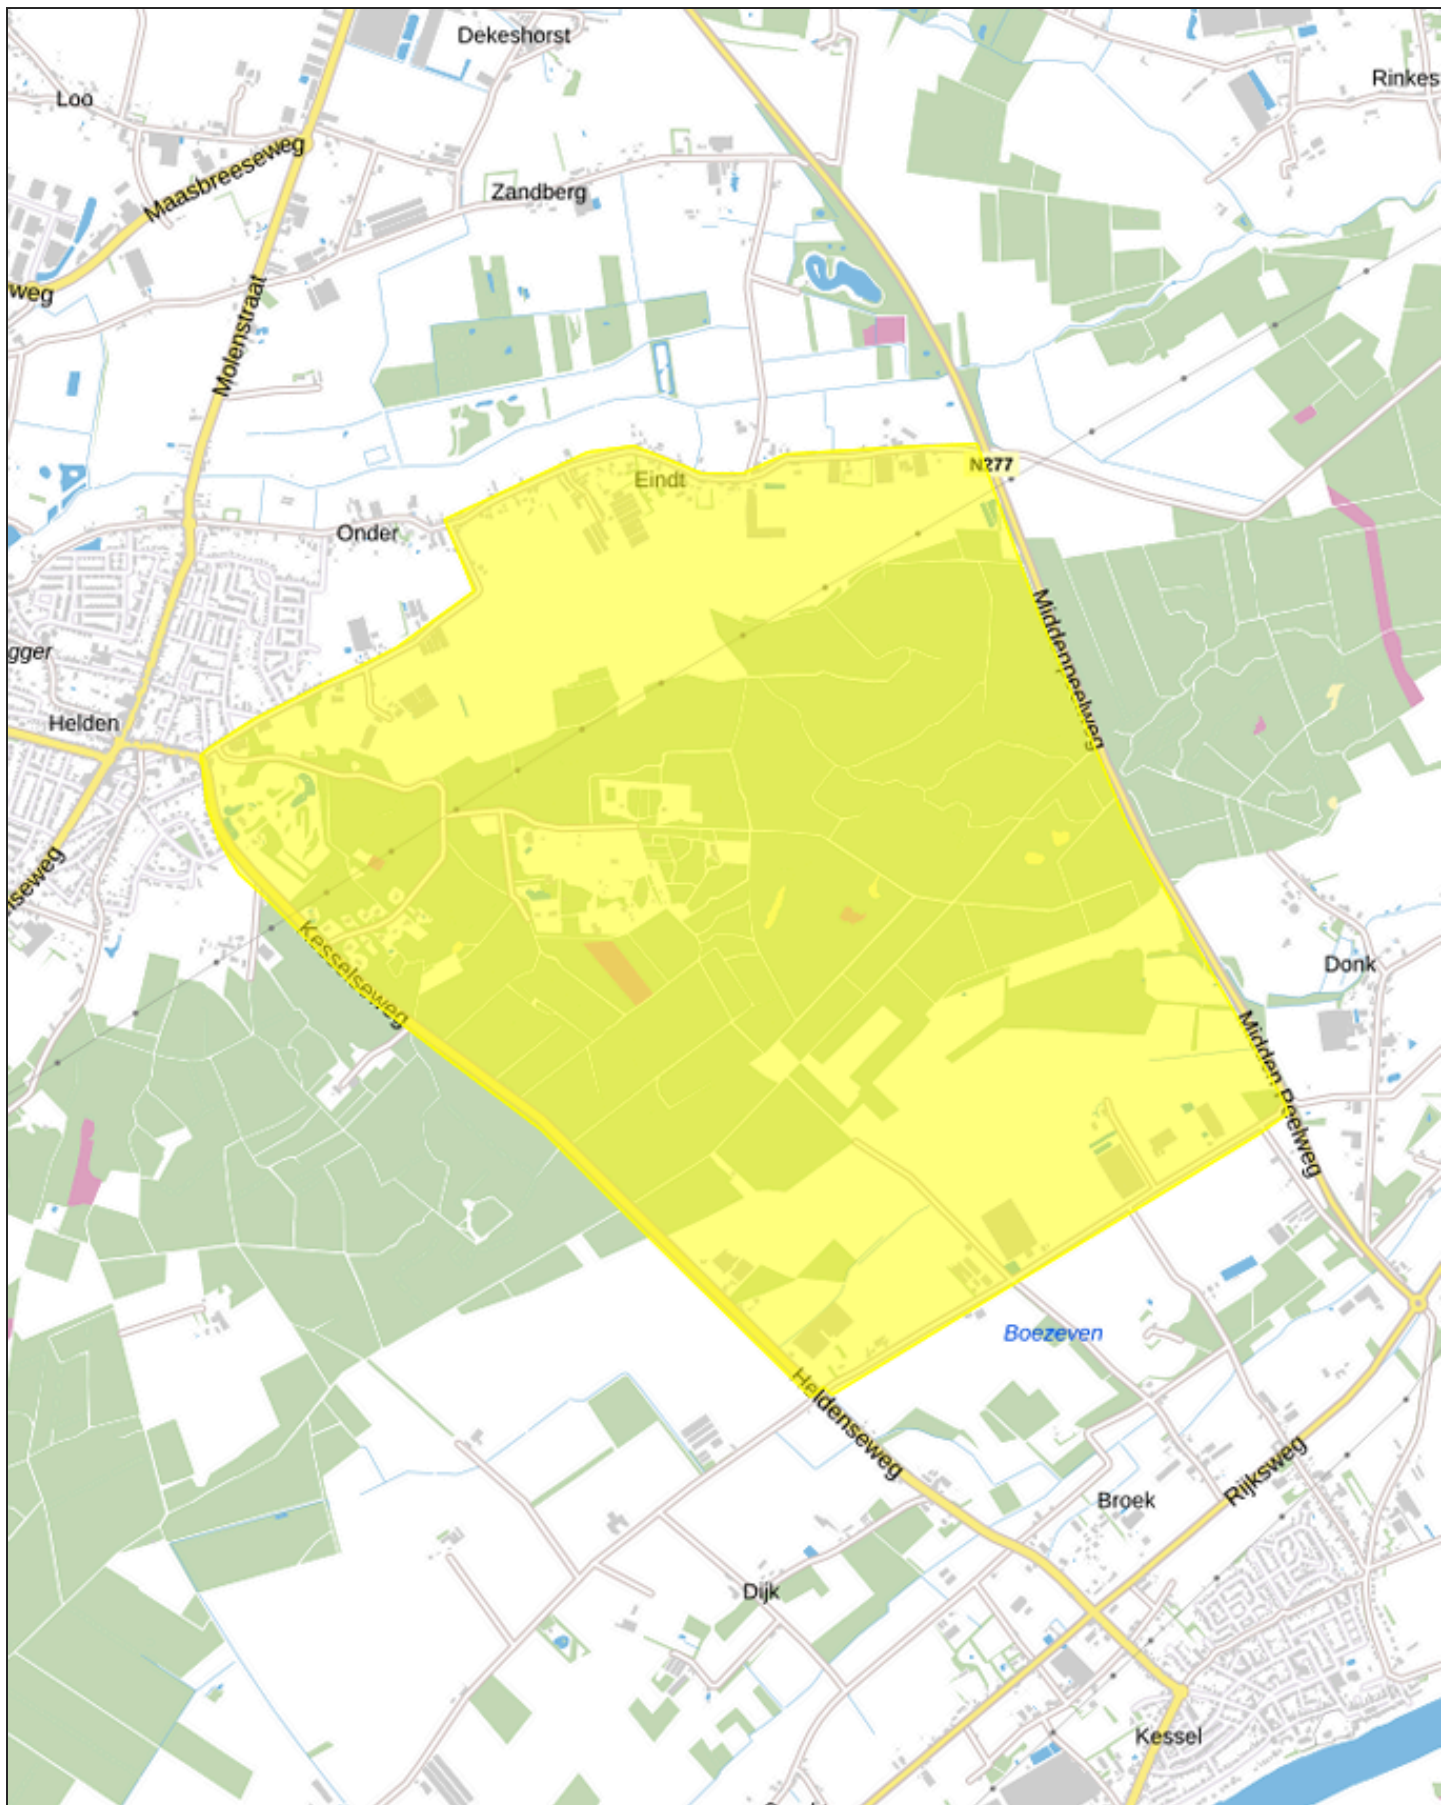 Dekeshorst
Rinkes
Loo
Maasbreeseweg
Zandberg
weg
Molenstraat
N277
Eindt
Onder
Middenpeelweg
gger
Helden
lseweg
Kesselseweg
Donk
Midden Peelweg
Boezeven
Heldenseweg
Rijksweg
Broek
Dijk
Kessel